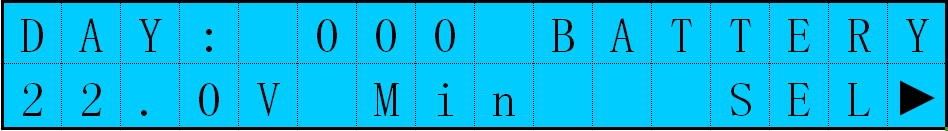 DAY: 000 BATTERY
22.0V Min SEL▶